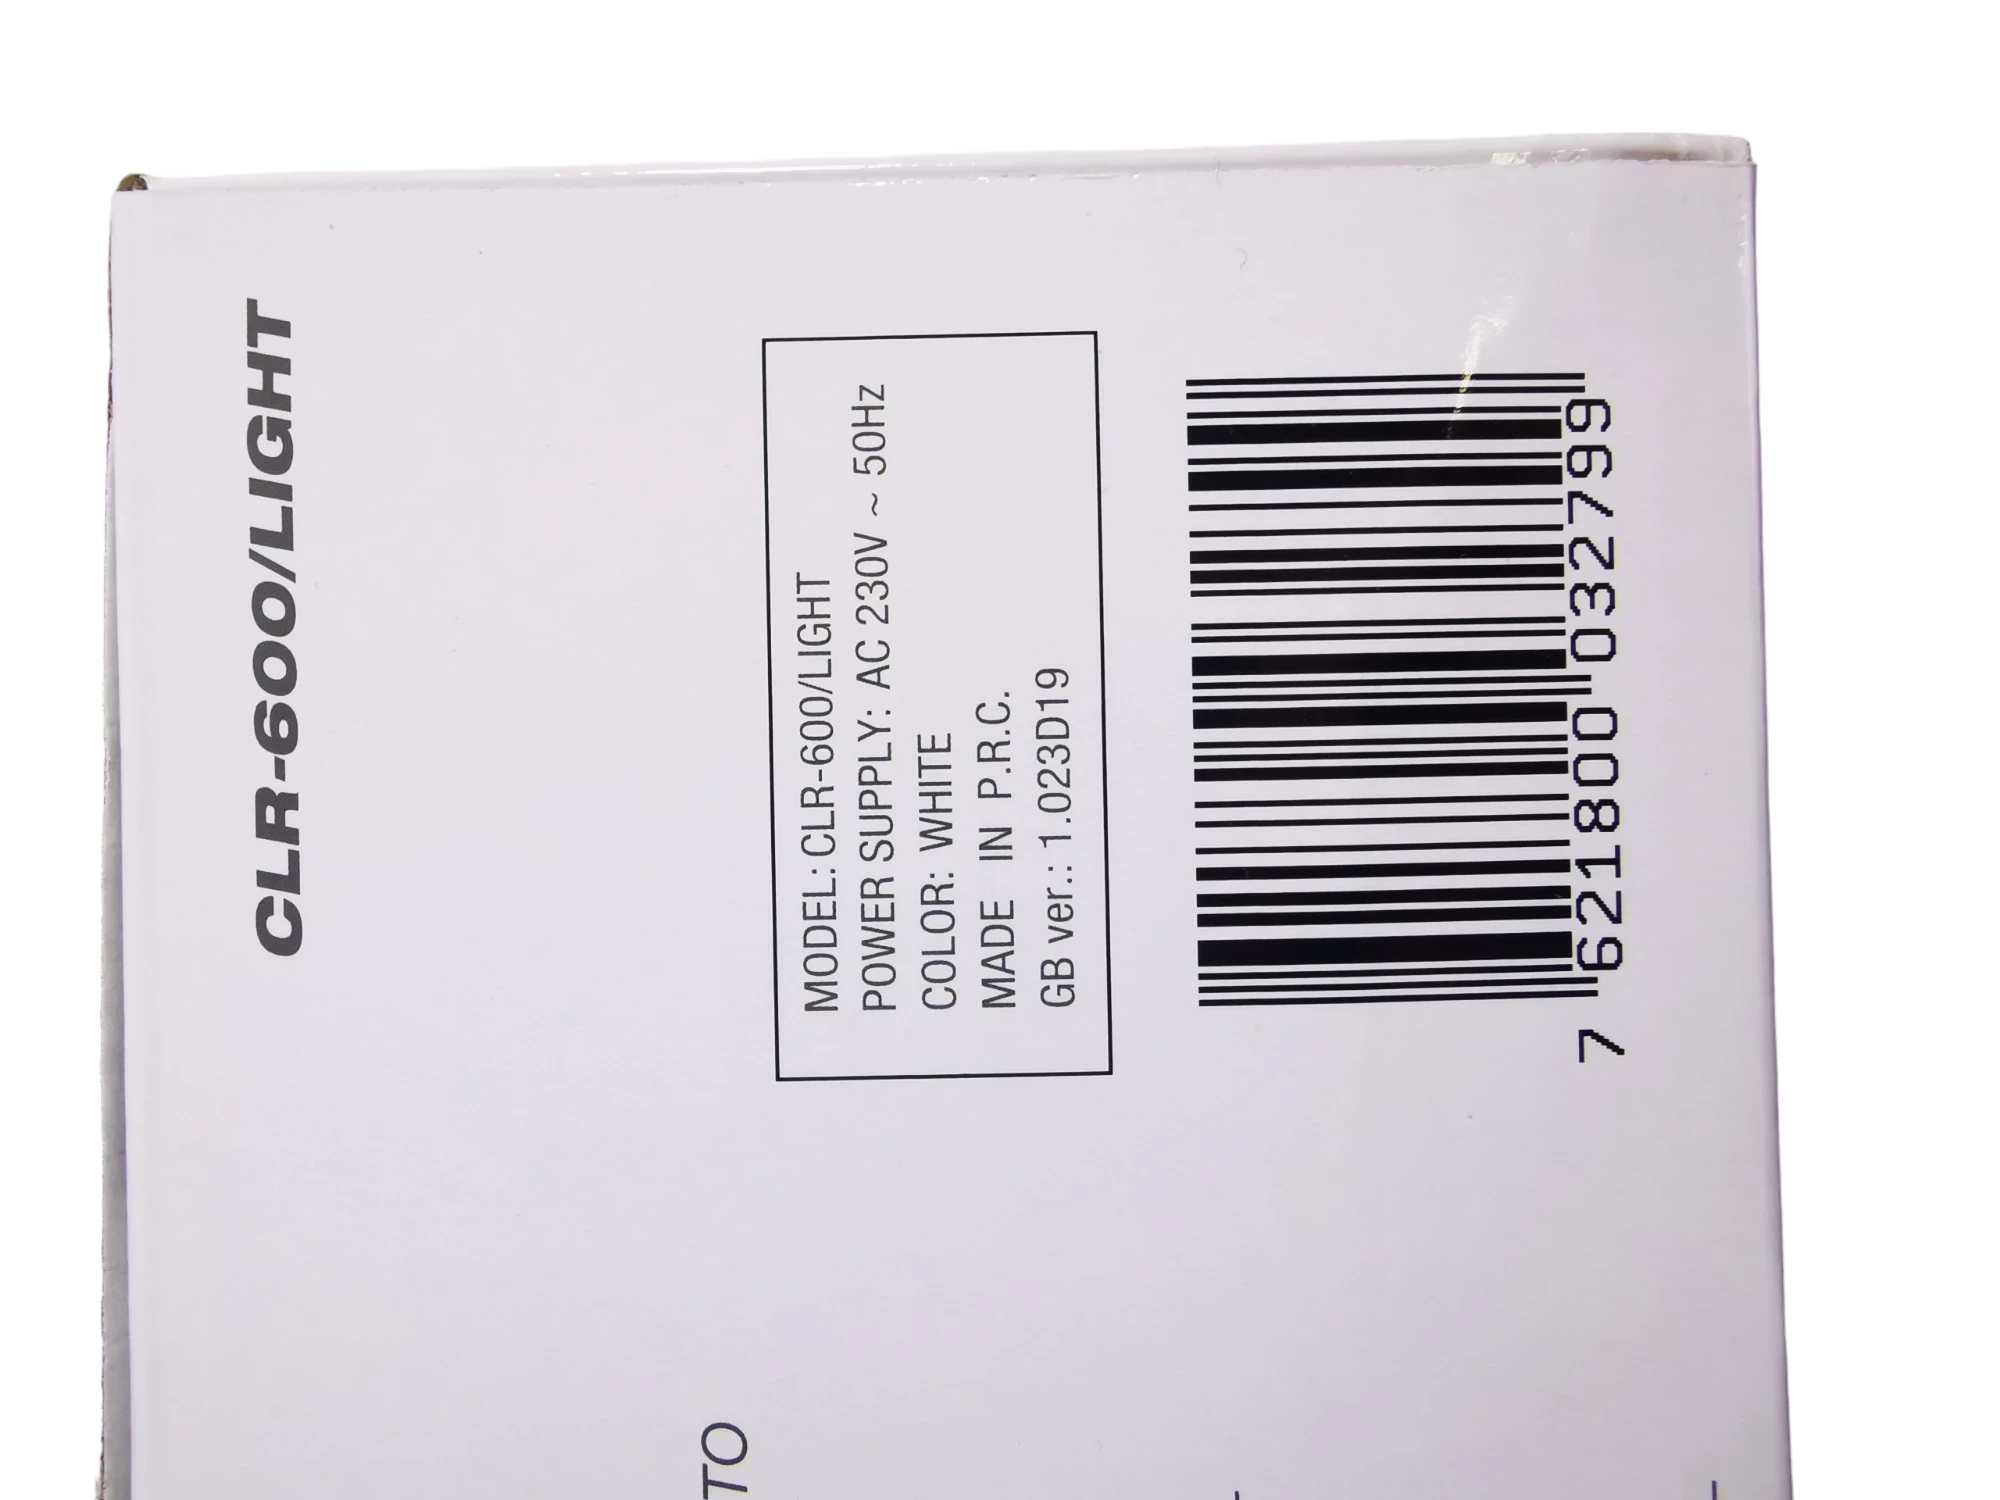 CLR-600/LIGHT
TO
MODEL: CLR-600/LIGHT
POWER SUPPLY: AC 230V ~ 50Hz
COLOR: WHITE
MADE IN P.R.C.
GB ver.: 1.023D19
7 621800 032799